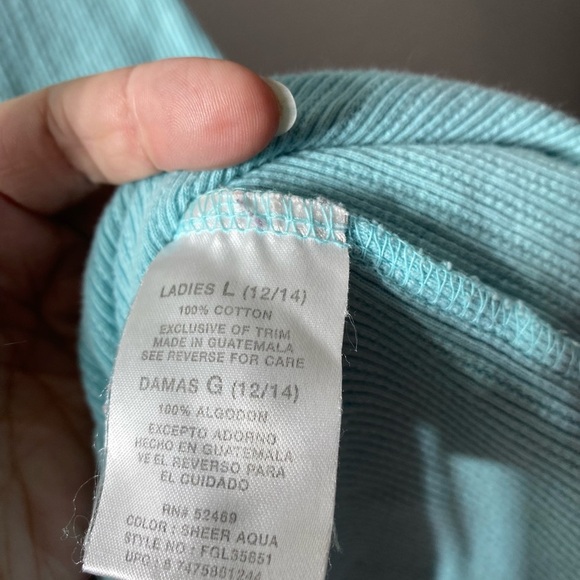 LADIES L (12/14)
100% COTTON
EXCLUSIVE OF TRIM
MADE IN GUATEMALA
SEE REVERSE FOR CARE
DAMAS G (12/14)
100% ALGODON
EXCEPTO ADORNO
HECHO EN GUATEMALA
VE EL REVERSO PARA
EL CUIDADO
RN# 52469
COLOR : SHEER AQUA
STYLE NO : FGL35651
UPC :